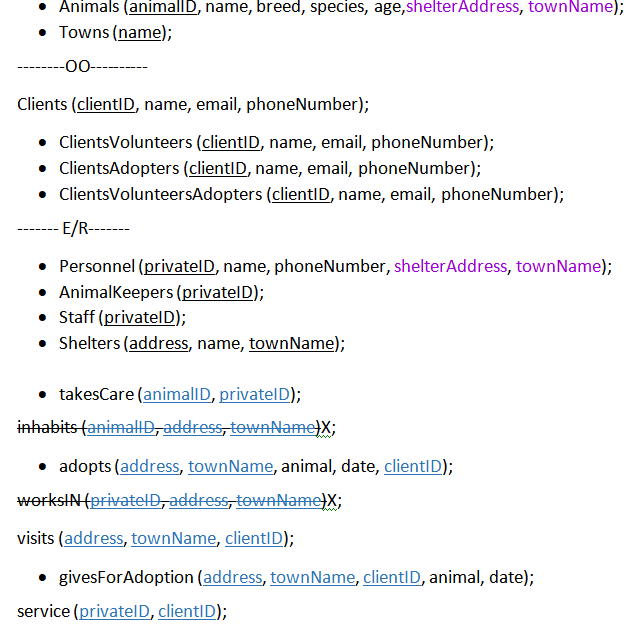 • Animals (animalID, name, breed, species, age,shelterAddress, townName);
• Towns (name);
--------OO----------
Clients (clientID, name, email, phoneNumber);
• ClientsVolunteers (clientID, name, email, phoneNumber);
• ClientsAdopters (clientID, name, email, phoneNumber);
• ClientsVolunteersAdopters (clientID, name, email, phoneNumber);
------- E/R-------
• Personnel (privateID, name, phoneNumber, shelterAddress, townName);
• AnimalKeepers (privateID);
• Staff (privateID);
• Shelters (address, name, townName);
• takesCare (animalID, privateID);
inhabits (animalID, address, townName)X;
• adopts (address, townName, animal, date, clientID);
worksIN (privateID, address, townName)X;
visits (address, townName, clientID);
• givesForAdoption (address, townName, clientID, animal, date);
service (privateID, clientID);